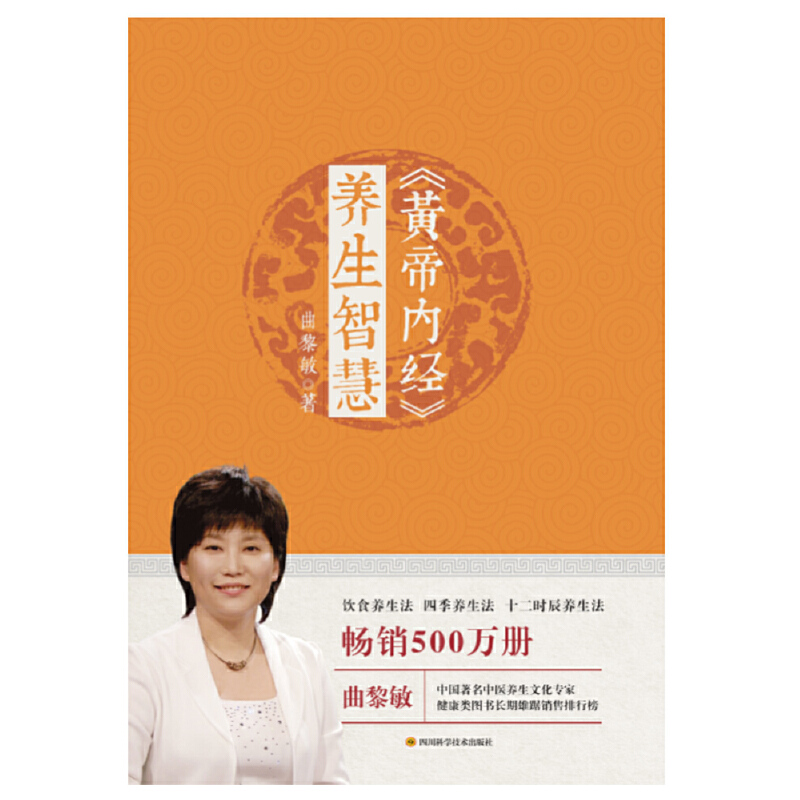 《黃帝内经》
养生智慧
曲黎敏 著
饮食养生法 四季养生法 十二时辰养生法
畅销500万册
曲黎敏
中国著名中医养生文化专家
健康类图书长期雄踞销售排行榜
四川科学技术出版社